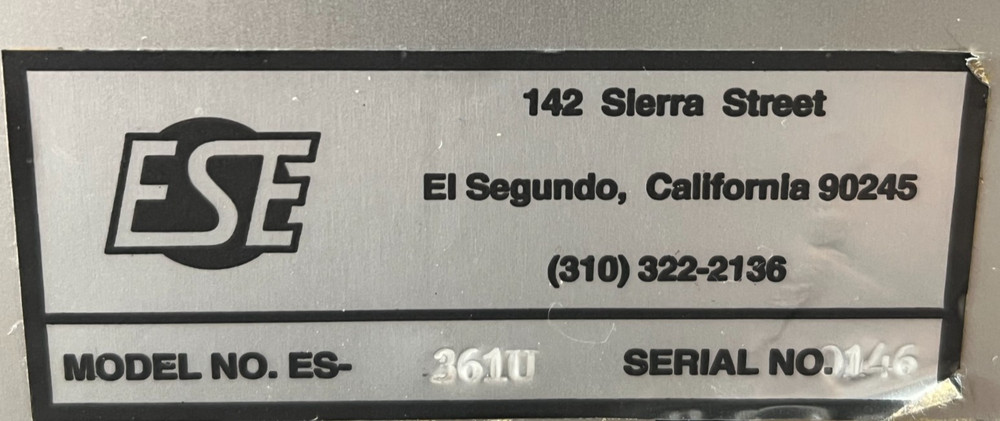 ESE
142 Sierra Street
El Segundo, California 90245
(310) 322-2136
MODEL NO. ES- 361U SERIAL NO. 0146